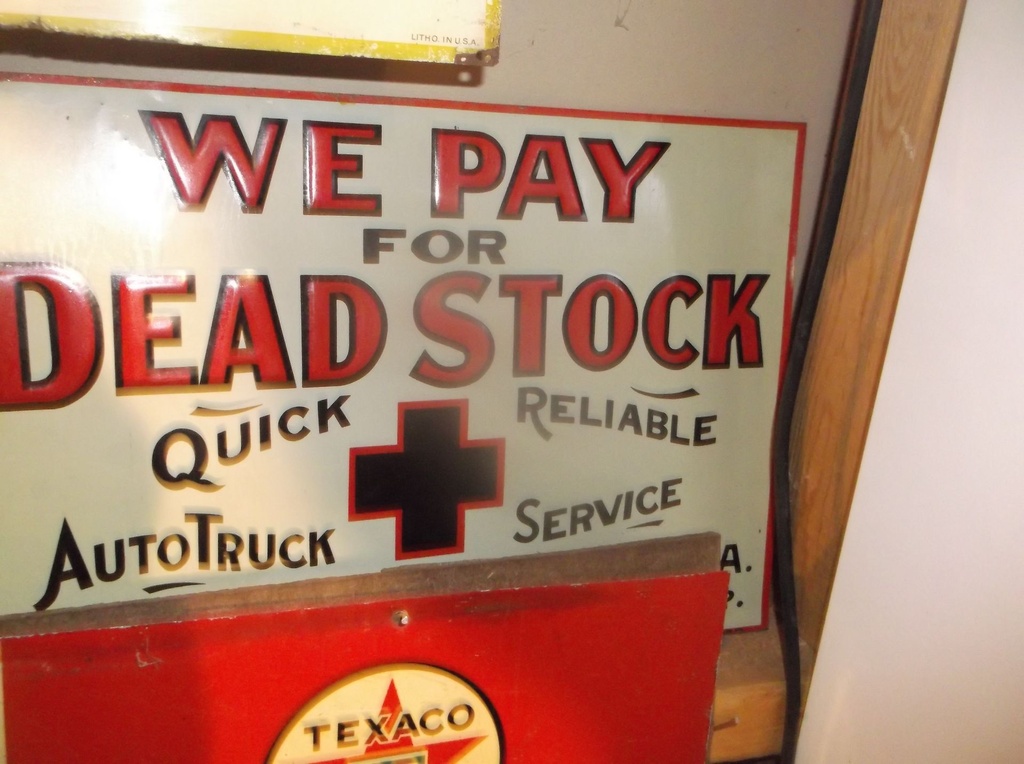 LITHO. IN U.S.A.
WE PAY
FOR
DEAD STOCK
QUICK RELIABLE
AUTOTRUCK SERVICE
A.
P.
TEXACO